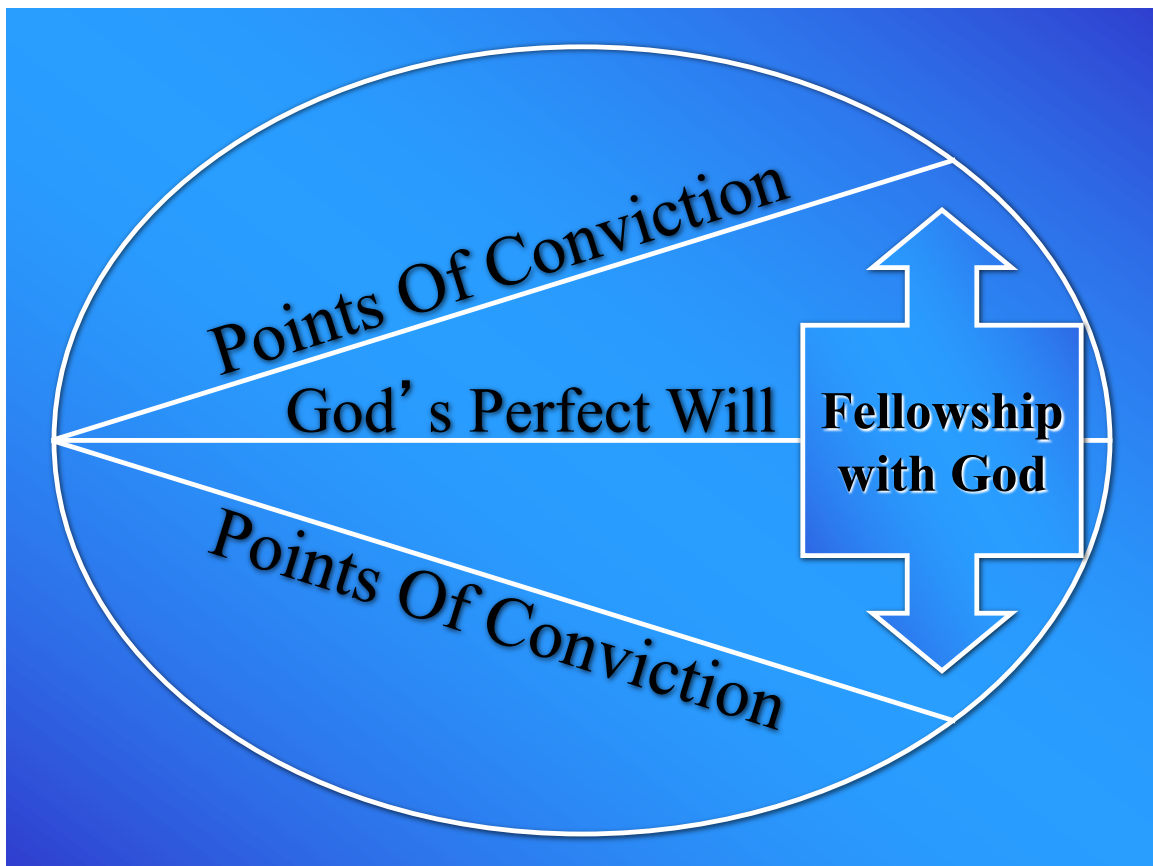 Points Of Conviction
God’s Perfect Will
Fellowship
with God
Points Of Conviction